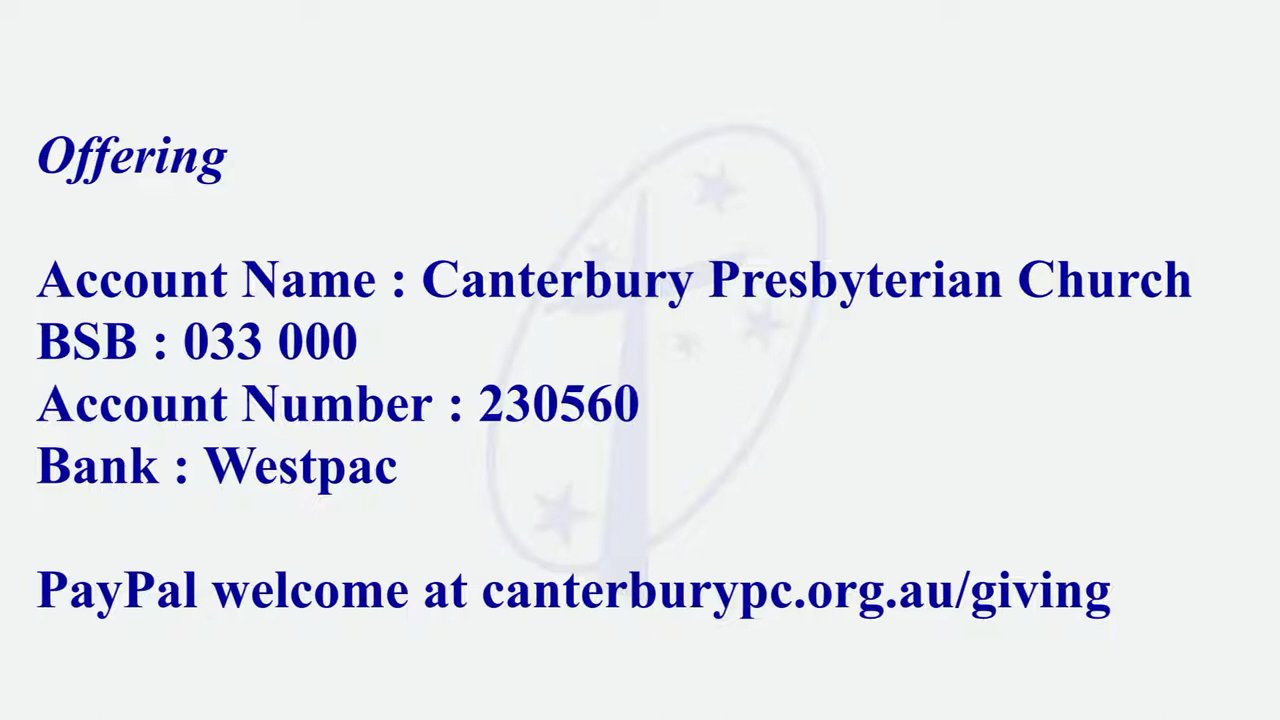 Offering
Account Name : Canterbury Presbyterian Church
BSB : 033 000
Account Number : 230560
Bank : Westpac
PayPal welcome at canterburypc.org.au/giving